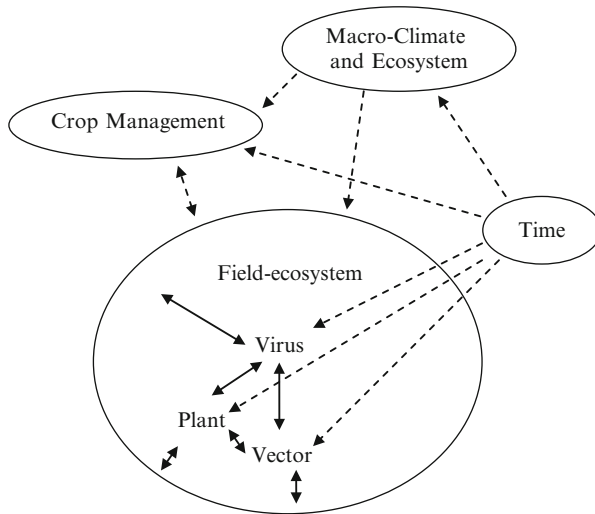 Macro-Climate
and Ecosystem
Crop Management
Time
Field-ecosystem
Virus
Plant
Vector